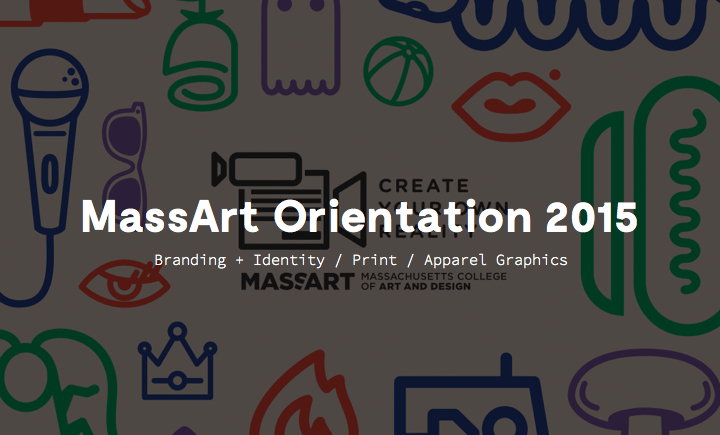 CREATE
YOUR OWN
REALITY
MassArt Orientation 2015
Branding + Identity / Print / Apparel Graphics
MASSART MASSACHUSETTS COLLEGE
OF ART AND DESIGN